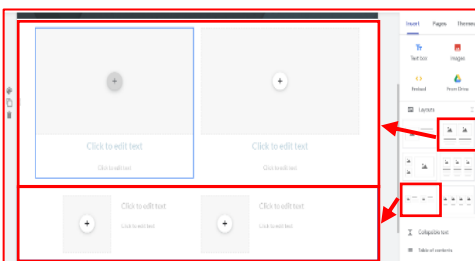 Insert Pages Themes
Text box Images
Embed From Drive
Layouts
Click to edit text Click to edit text
Click to edit text Click to edit text
Click to edit text Click to edit text
Click to edit text Click to edit text
Collapsible text
Table of contents